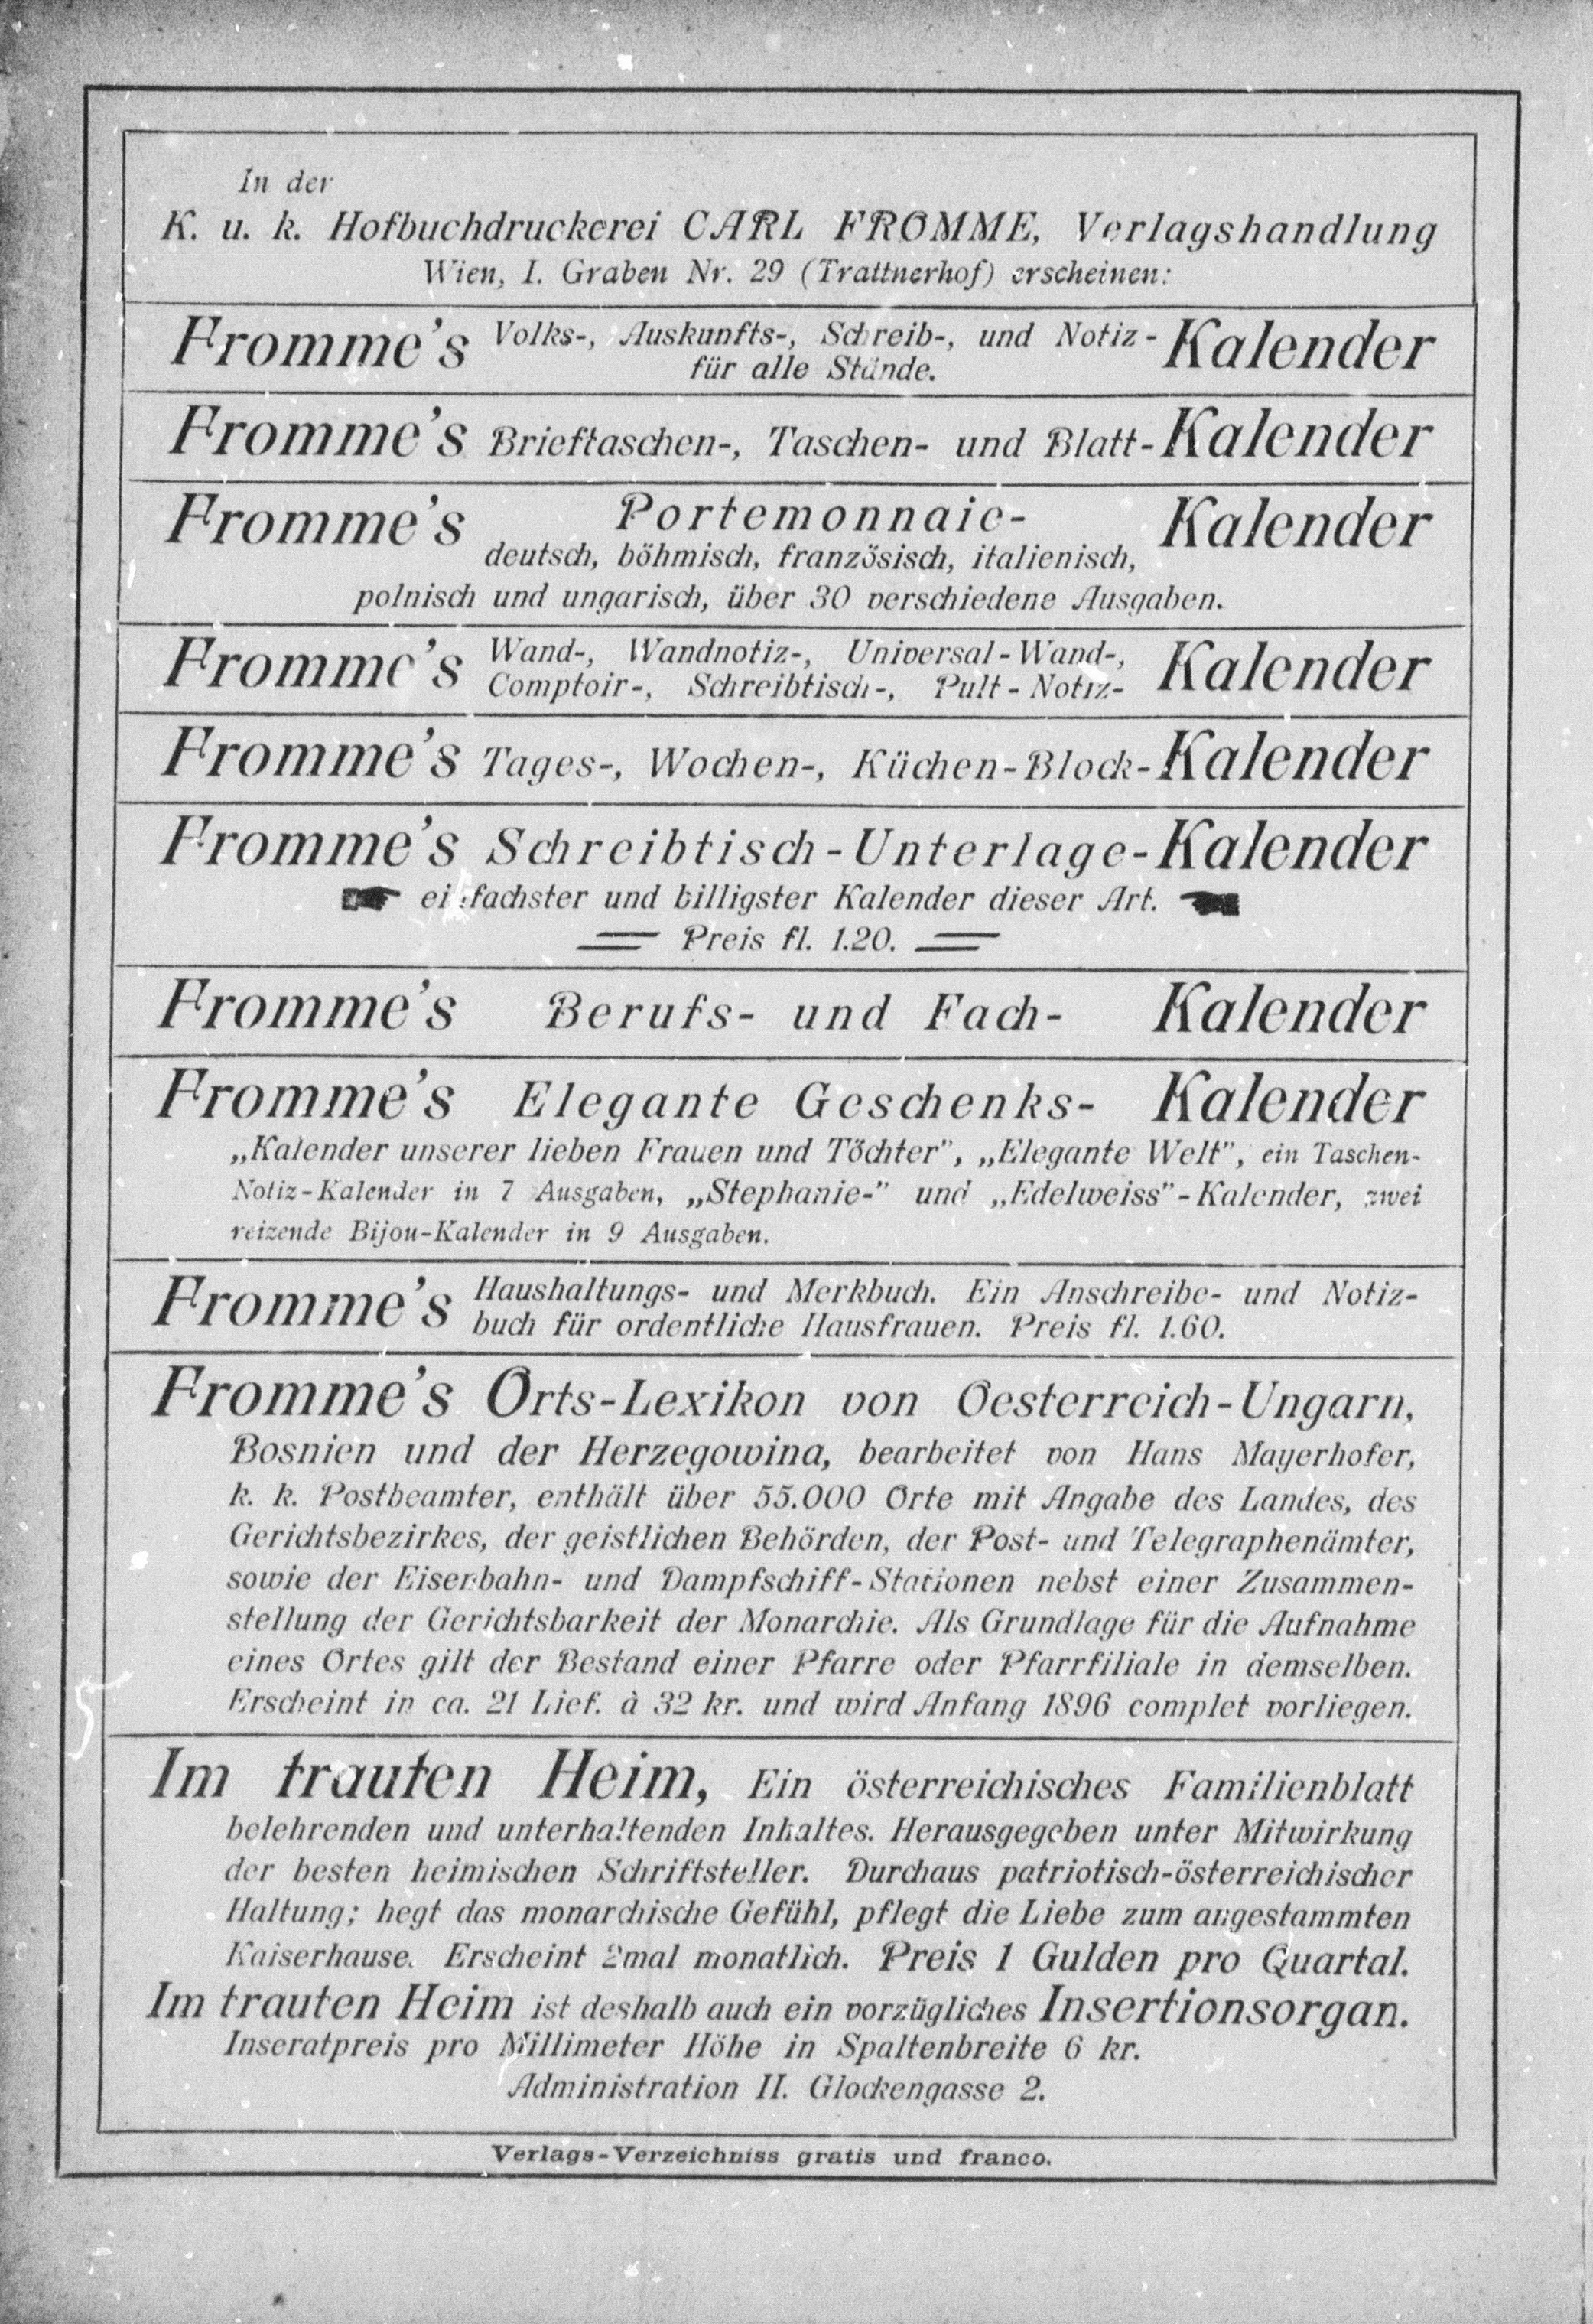 In der
K. u. k. Hofbuchdruckerei CARL FROMME, Verlagshandlung
Wien, I. Graben Nr. 29 (Trattnerhof) erscheinen:
Fromme's Volks-, Auskunfts-, Schreib-, und Notiz- Kalender
für alle Stände.
Fromme's Brieftaschen-, Taschen- und Blatt-Kalender
Fromme's Portemonnaie- Kalender
deutsch, böhmisch, französisch, italienisch,
polnisch und ungarisch, über 30 verschiedene Ausgaben.
Fromme's Wand-, Wandnotiz-, Universal-Wand-, Kalender
Comptoir-, Schreibtisch-, Pult-Notiz-
Fromme's Tages-, Wochen-, Küchen-Block-Kalender
Fromme's Schreibtisch-Unterlage-Kalender
einfachster und billigster Kalender dieser Art.
Preis fl. 1.20.
Fromme's Berufs- und Fach- Kalender
Fromme's Elegante Geschenks- Kalender
„Kalender unserer lieben Frauen und Töchter", „Elegante Welt", ein Taschen-
Notiz-Kalender in 7 Ausgaben, „Stephanie-" und „Edelweiss"-Kalender, zwei
reizende Bijou-Kalender in 9 Ausgaben.
Fromme's Haushaltungs- und Merkbuch. Ein Anschreibe- und Notiz-
buch für ordentliche Hausfrauen. Preis fl. 1.60.
Fromme's Orts-Lexikon von Oesterreich-Ungarn,
Bosnien und der Herzegowina, bearbeitet von Hans Mayerhofer,
k. k. Postbeamter, enthält über 55.000 Orte mit Angabe des Landes, des
Gerichtsbezirkes, der geistlichen Behörden, der Post- und Telegraphenämter,
sowie der Eisenbahn- und Dampfschiff-Stationen nebst einer Zusammen-
stellung der Gerichtsbarkeit der Monarchie. Als Grundlage für die Aufnahme
eines Ortes gilt der Bestand einer Pfarre oder Pfarrfiliale in demselben.
Erscheint in ca. 21 Lief. à 32 kr. und wird Anfang 1896 complet vorliegen.
Im trauten Heim, Ein österreichisches Familienblatt
belehrenden und unterhaltenden Inhaltes. Herausgegeben unter Mitwirkung
der besten heimischen Schriftsteller. Durchaus patriotisch-österreichischer
Haltung; hegt das monarchische Gefühl, pflegt die Liebe zum angestammten
Kaiserhause. Erscheint 2mal monatlich. Preis 1 Gulden pro Quartal.
Im trauten Heim ist deshalb auch ein vorzügliches Insertionsorgan.
Inseratpreis pro Millimeter Höhe in Spaltenbreite 6 kr.
Administration II. Glockengasse 2.
Verlags-Verzeichniss gratis und franco.